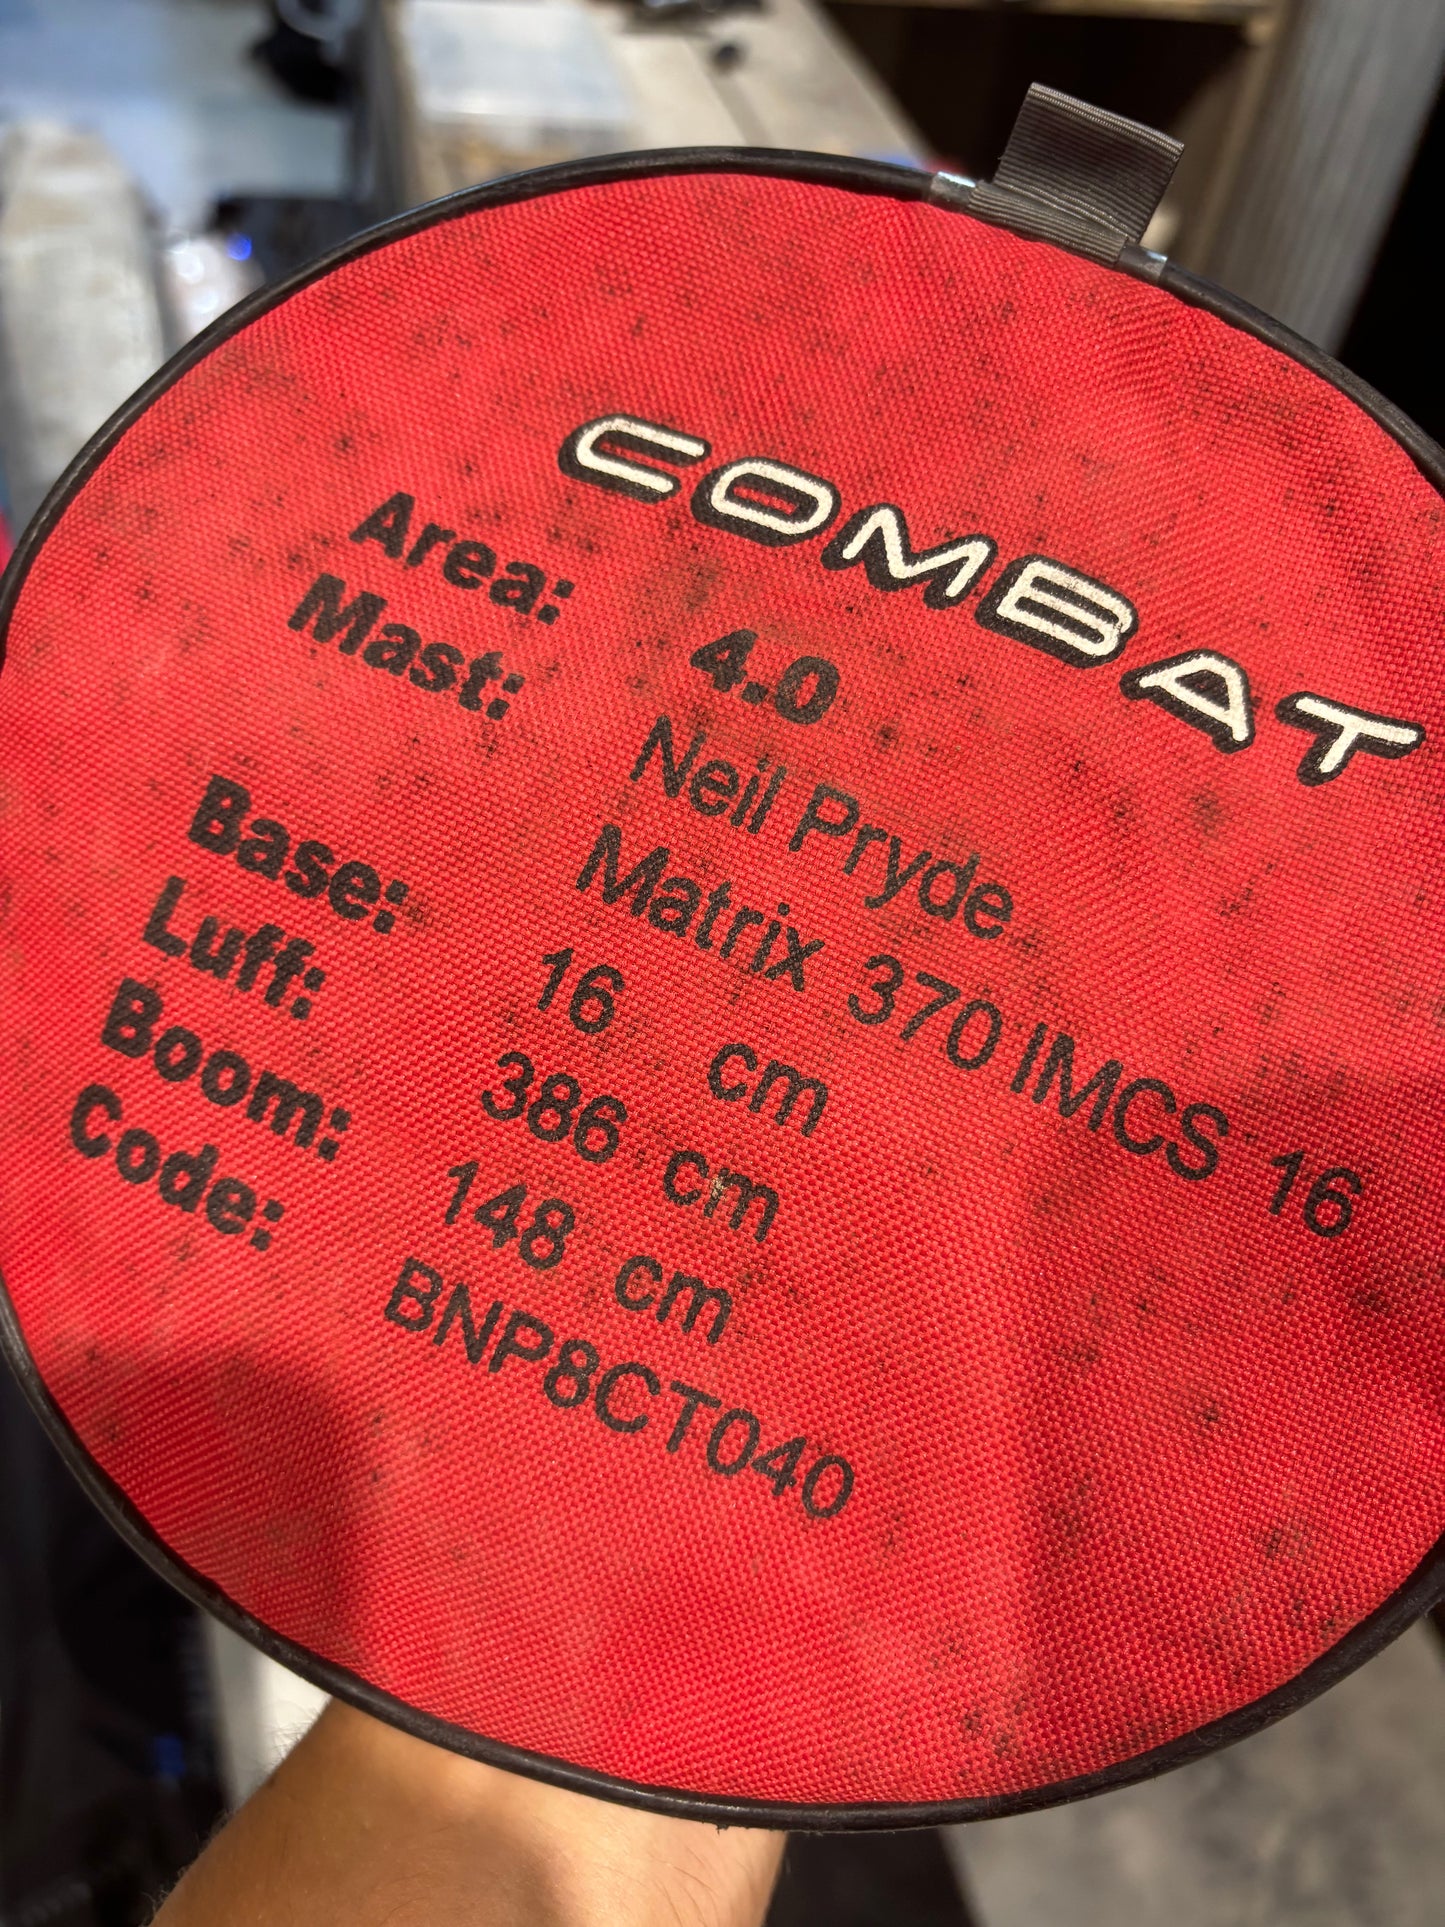 COMBAT
Area: 4.0
Mast: Neil Pryde
Matrix 370 IMCS 16
Base: 16 cm
Luff: 386 cm
Boom: 148 cm
Code: BNP8CT040